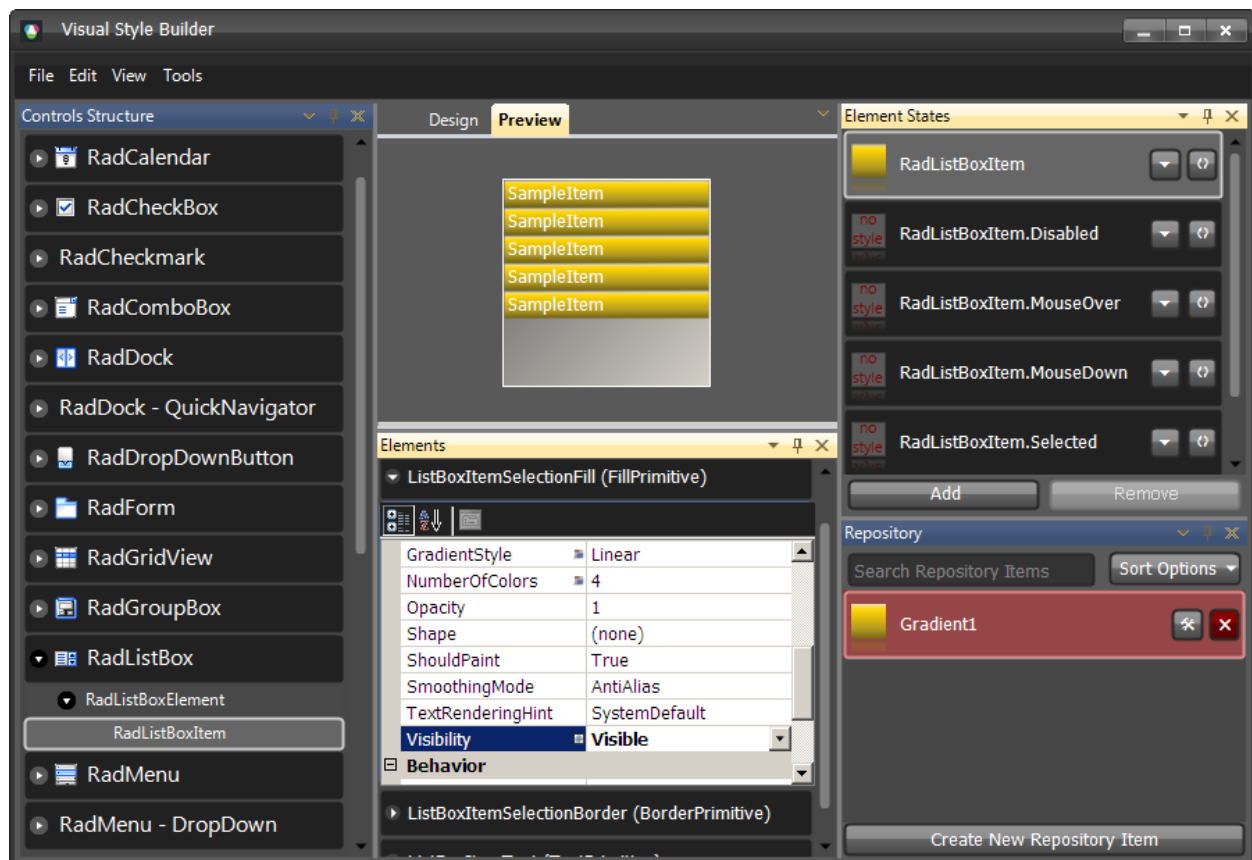 Visual Style Builder
File Edit View Tools
Controls Structure
RadCalendar
RadCheckBox
RadCheckmark
RadComboBox
RadDock
RadDock - QuickNavigator
RadDropDownButton
RadForm
RadGridView
RadGroupBox
RadListBox
RadListBoxElement
RadListBoxItem
RadMenu
RadMenu - DropDown
Design Preview
SampleItem
SampleItem
SampleItem
SampleItem
SampleItem
Elements
ListBoxItemSelectionFill (FillPrimitive)
GradientStyle Linear
NumberOfColors 4
Opacity 1
Shape (none)
ShouldPaint True
SmoothingMode AntiAlias
TextRenderingHint SystemDefault
Visibility Visible
Behavior
ListBoxItemSelectionBorder (BorderPrimitive)
Element States
RadListBoxItem
no
style
RadListBoxItem.Disabled
no
style
RadListBoxItem.MouseOver
no
style
RadListBoxItem.MouseDown
no
style
RadListBoxItem.Selected
Add Remove
Repository
Search Repository Items Sort Options
Gradient1
Create New Repository Item